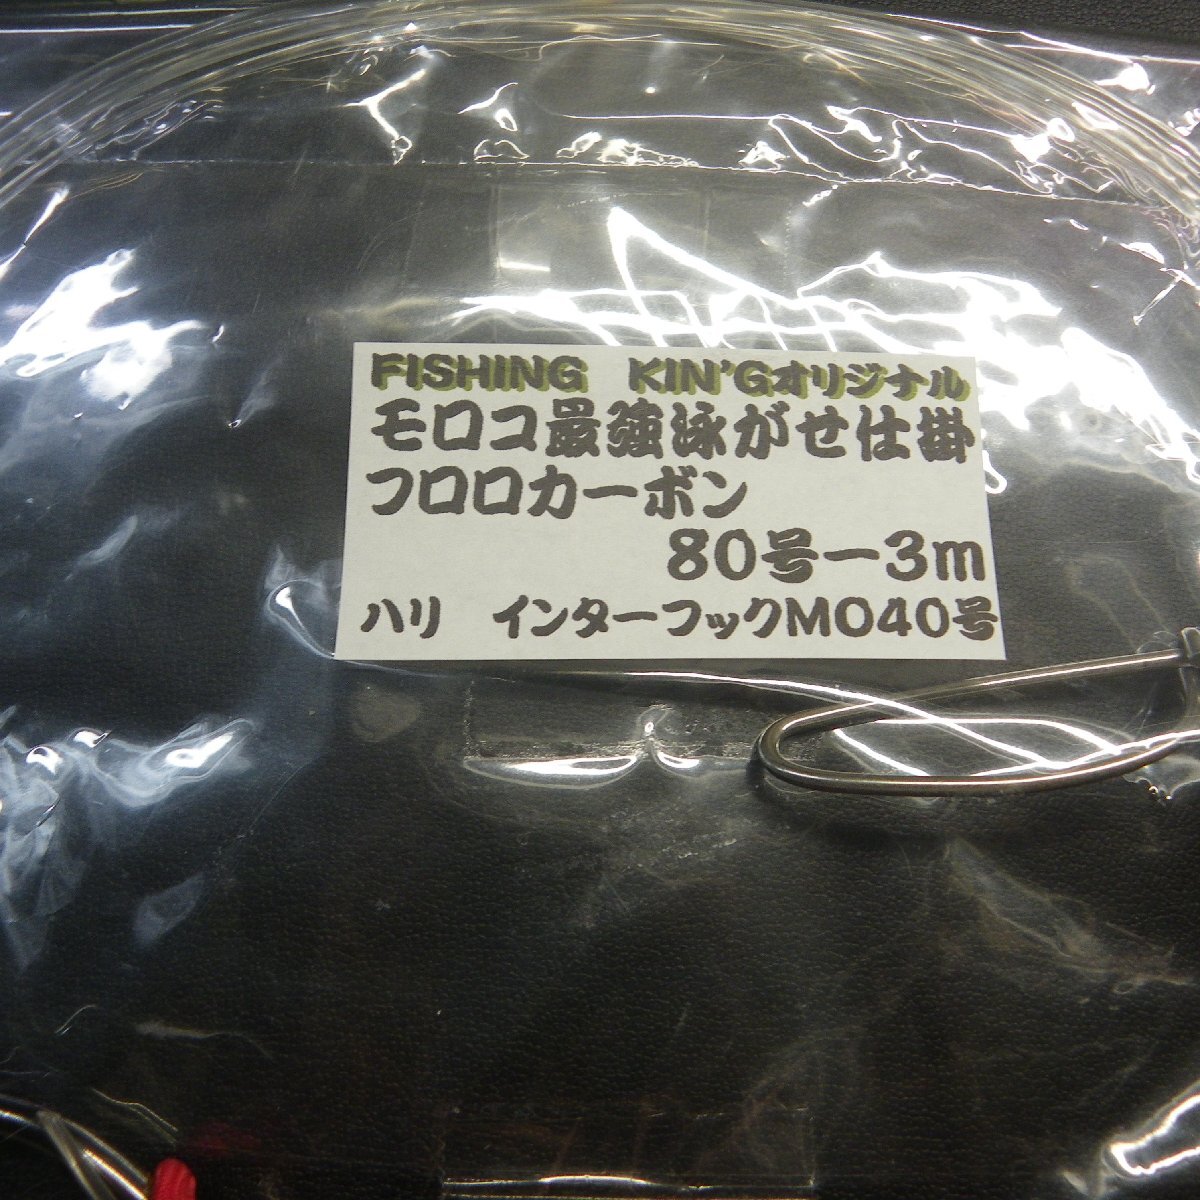 FISHING KIN'Gオリジナル
モロコ最強泳がせ仕掛
フロロカーボン
80号ー3m
ハリ インターフックMO40号